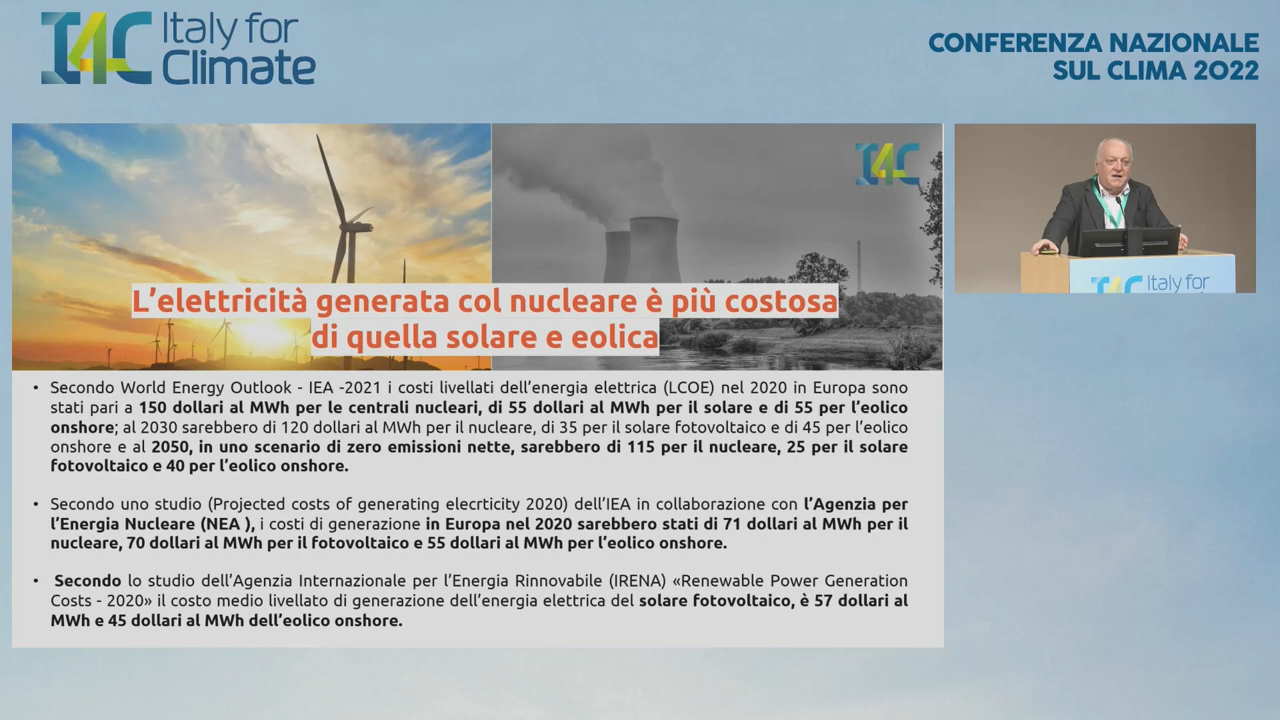 I4C Italy for
Climate
CONFERENZA NAZIONALE
SUL CLIMA 2022
I4C
L’elettricità generata col nucleare è più costosa
di quella solare e eolica
• Secondo World Energy Outlook - IEA -2021 i costi livellati dell’energia elettrica (LCOE) nel 2020 in Europa sono
stati pari a 150 dollari al MWh per le centrali nucleari, di 55 dollari al MWh per il solare e di 55 per l’eolico
onshore; al 2030 sarebbero di 120 dollari al MWh per il nucleare, di 35 per il solare fotovoltaico e di 45 per l’eolico
onshore e al 2050, in uno scenario di zero emissioni nette, sarebbero di 115 per il nucleare, 25 per il solare
fotovoltaico e 40 per l’eolico onshore.
• Secondo uno studio (Projected costs of generating elecrticity 2020) dell’IEA in collaborazione con l’Agenzia per
l’Energia Nucleare (NEA ), i costi di generazione in Europa nel 2020 sarebbero stati di 71 dollari al MWh per il
nucleare, 70 dollari al MWh per il fotovoltaico e 55 dollari al MWh per l’eolico onshore.
• Secondo lo studio dell’Agenzia Internazionale per l’Energia Rinnovabile (IRENA) «Renewable Power Generation
Costs - 2020» il costo medio livellato di generazione dell’energia elettrica del solare fotovoltaico, è 57 dollari al
MWh e 45 dollari al MWh dell’eolico onshore.
I4C Italy for